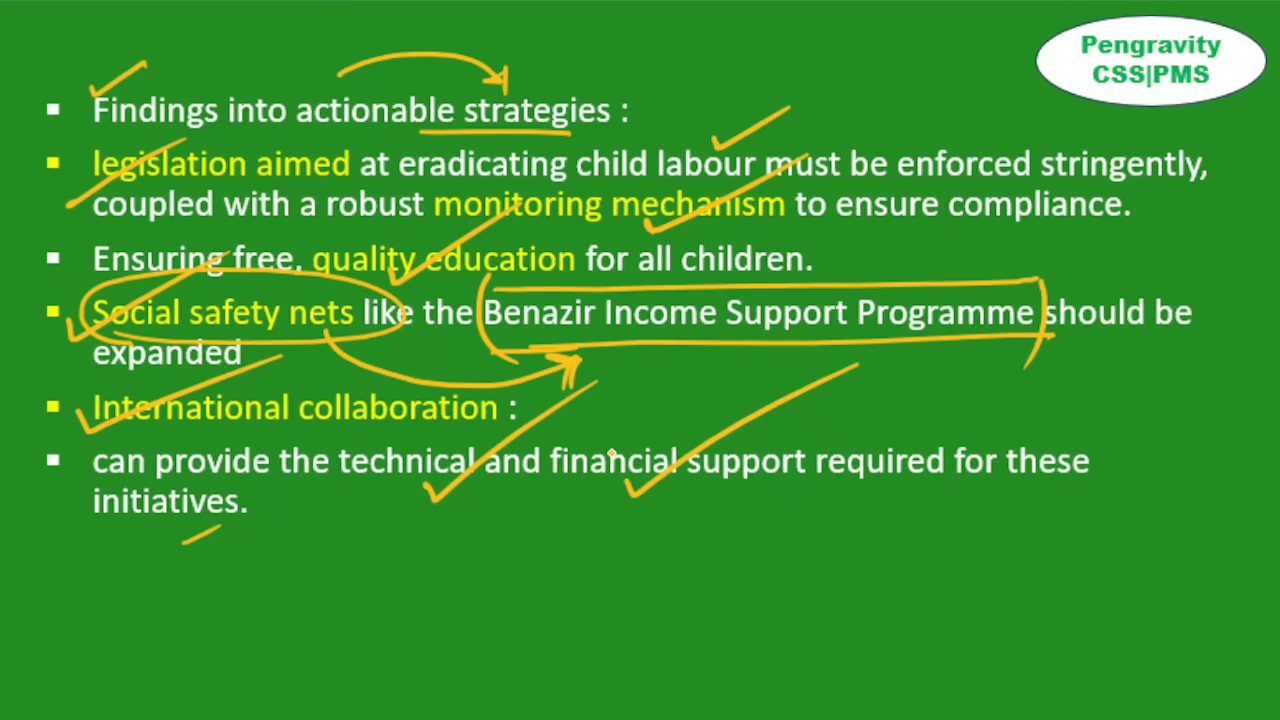 Pengravity
CSS|PMS
▪ Findings into actionable strategies :
▪ legislation aimed at eradicating child labour must be enforced stringently,
coupled with a robust monitoring mechanism to ensure compliance.
▪ Ensuring free, quality education for all children.
▪ Social safety nets like the Benazir Income Support Programme should be
expanded
▪ International collaboration :
▪ can provide the technical and financial support required for these
initiatives.